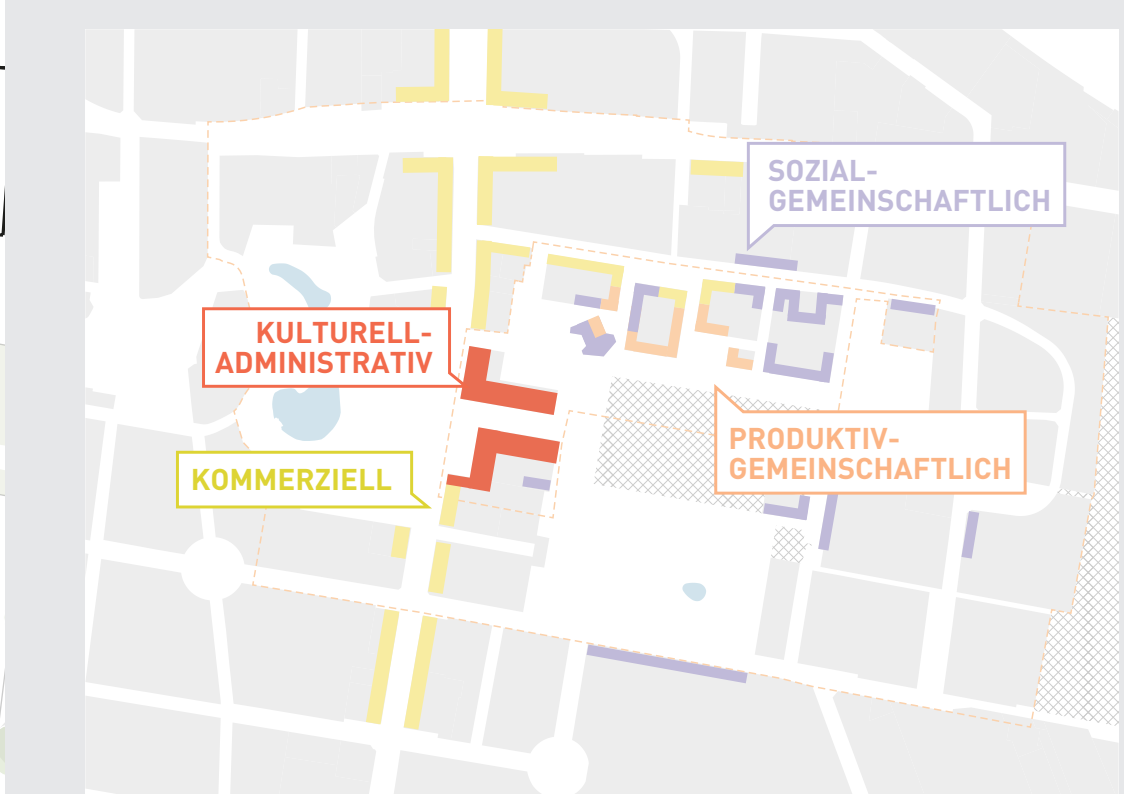 SOZIAL-
GEMEINSCHAFTLICH
KULTURELL-
ADMINISTRATIV
PRODUKTIV-
GEMEINSCHAFTLICH
KOMMERZIELL